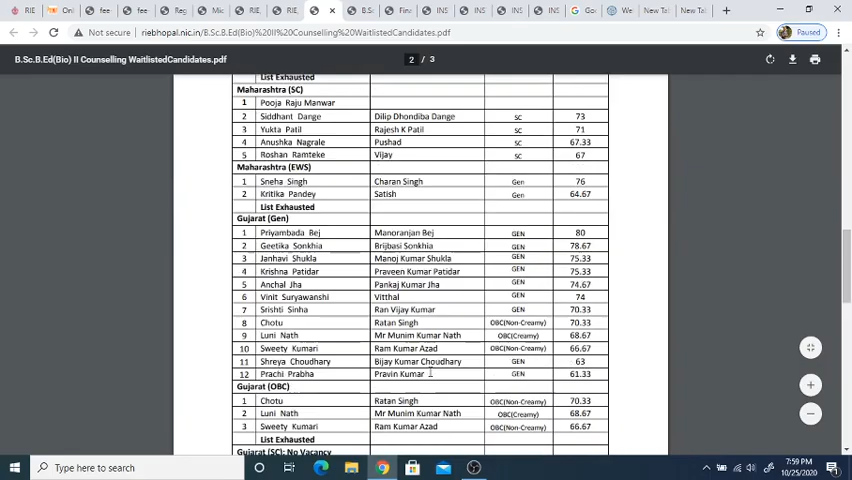 RIE
Onl
fee
fee
Reg
Mic
RIE,
RIE,
B.Sc
Fina
INS
INS
INS
INS
Goo
We
New Tab
New Tab
Not secure
riebhopal.nic.in/B.Sc.B.Ed(Bio)%20II%20Counselling%20WaitlistedCandidates.pdf
Paused
B.Sc.B.Ed(Bio) II Counselling WaitlistedCandidates.pdf
2 / 3
List Exhausted
Maharashtra (SC)
1 Pooja Raju Manwar
2 Siddhant Dange Dilip Dhondiba Dange SC 73
3 Yukta Patil Rajesh K Patil SC 71
4 Anushka Nagrale Pushad SC 67.33
5 Roshan Ramteke Vijay SC 67
Maharashtra (EWS)
1 Sneha Singh Charan Singh Gen 76
2 Kritika Pandey Satish Gen 64.67
List Exhausted
Gujarat (Gen)
1 Priyambada Bej Manoranjan Bej GEN 80
2 Geetika Sonkhia Brijbasi Sonkhia GEN 78.67
3 Janhavi Shukla Manoj Kumar Shukla GEN 75.33
4 Krishna Patidar Praveen Kumar Patidar GEN 75.33
5 Anchal Jha Pankaj Kumar Jha GEN 74.67
6 Vinit Suryawanshi Vitthal GEN 74
7 Srishti Sinha Ran Vijay Kumar GEN 70.33
8 Chotu Ratan Singh OBC(Non-Creamy) 70.33
9 Luni Nath Mr Munim Kumar Nath OBC(Creamy) 68.67
10 Sweety Kumari Ram Kumar Azad OBC(Non-Creamy) 66.67
11 Shreya Choudhary Bijay Kumar Choudhary GEN 63
12 Prachi Prabha Pravin Kumar GEN 61.33
Gujarat (OBC)
1 Chotu Ratan Singh OBC(Non-Creamy) 70.33
2 Luni Nath Mr Munim Kumar Nath OBC(Creamy) 68.67
3 Sweety Kumari Ram Kumar Azad OBC(Non-Creamy) 66.67
List Exhausted
Gujarat (SC): No Vacancy
Type here to search
7:59 PM
10/25/2020